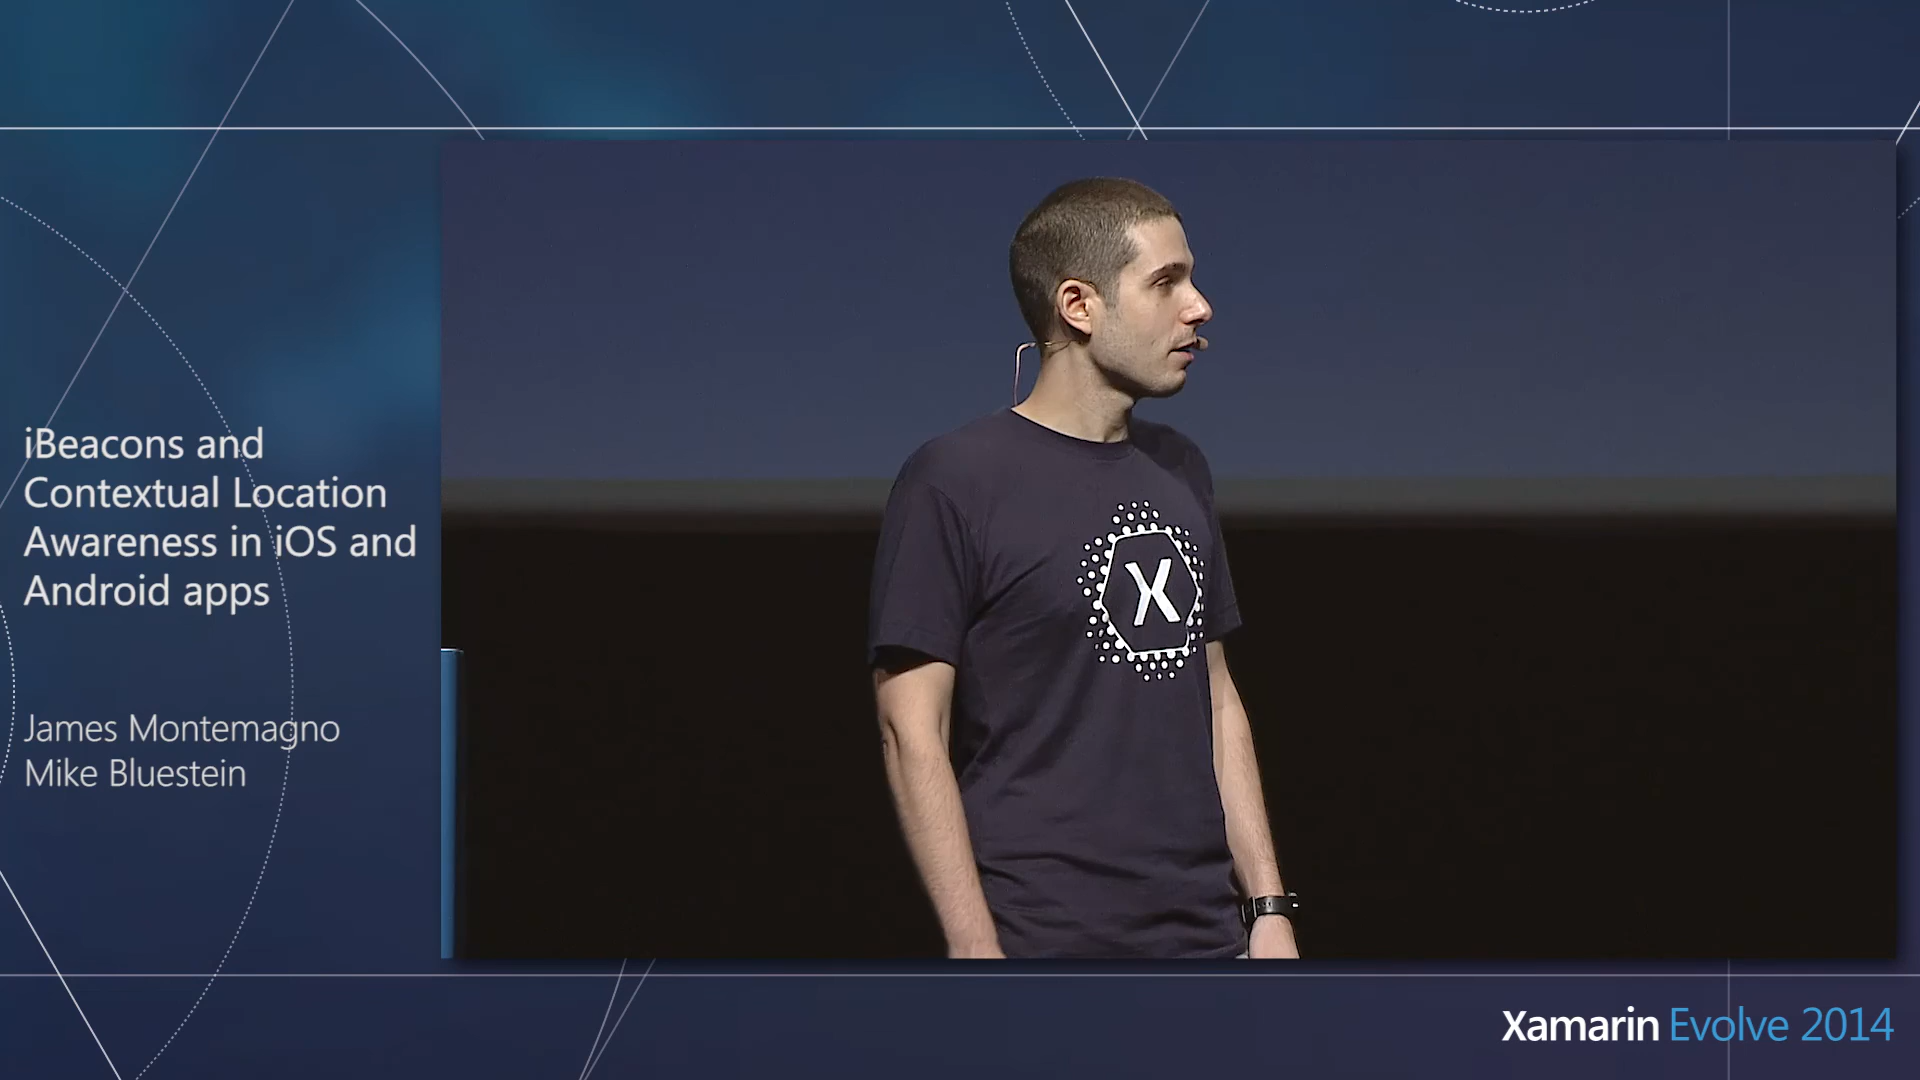 iBeacons and
Contextual Location
Awareness in iOS and
Android apps
James Montemagno
Mike Bluestein
X
Xamarin Evolve 2014